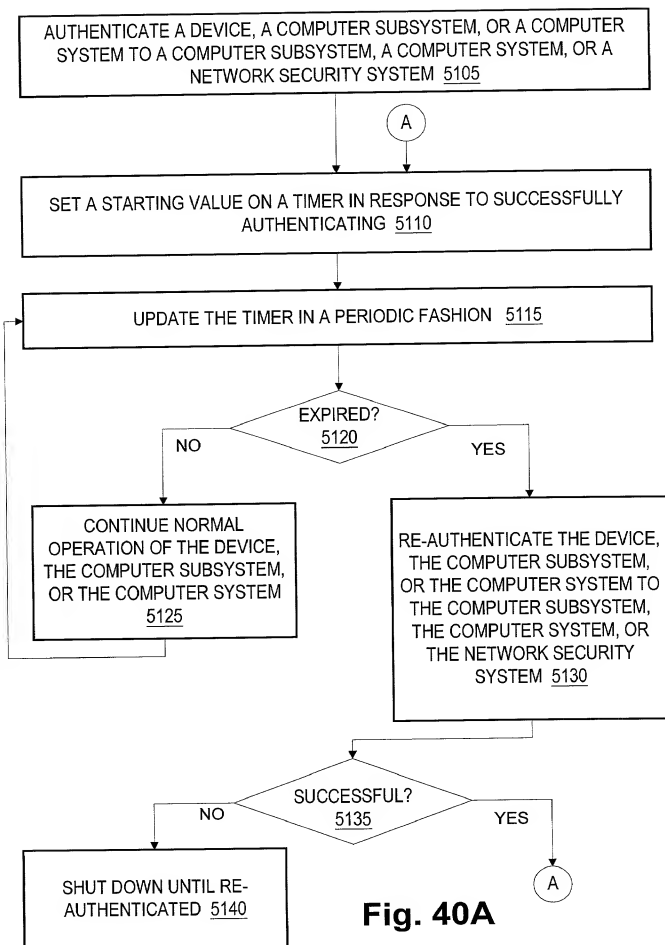 AUTHENTICATE A DEVICE, A COMPUTER SUBSYSTEM, OR A COMPUTER
SYSTEM TO A COMPUTER SUBSYSTEM, A COMPUTER SYSTEM, OR A
NETWORK SECURITY SYSTEM 5105
A
SET A STARTING VALUE ON A TIMER IN RESPONSE TO SUCCESSFULLY
AUTHENTICATING 5110
UPDATE THE TIMER IN A PERIODIC FASHION 5115
EXPIRED?
5120
NO
YES
CONTINUE NORMAL
OPERATION OF THE DEVICE,
THE COMPUTER SUBSYSTEM,
OR THE COMPUTER SYSTEM
5125
RE-AUTHENTICATE THE DEVICE,
THE COMPUTER SUBSYSTEM,
OR THE COMPUTER SYSTEM TO
THE COMPUTER SUBSYSTEM,
THE COMPUTER SYSTEM, OR
THE NETWORK SECURITY
SYSTEM 5130
SUCCESSFUL?
5135
NO
YES
SHUT DOWN UNTIL RE-
AUTHENTICATED 5140
A
Fig. 40A